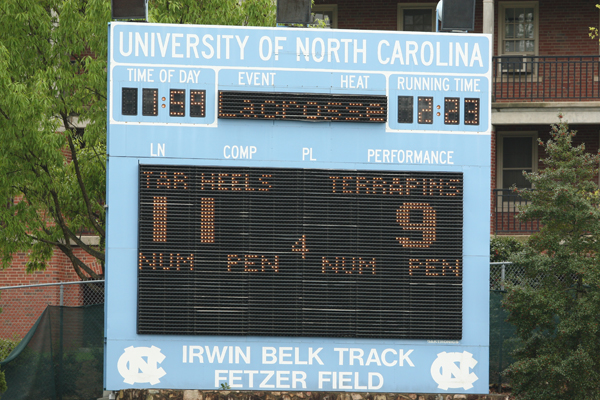 UNIVERSITY OF NORTH CAROLINA
TIME OF DAY EVENT HEAT RUNNING TIME
Lacrosse
LN COMP PL PERFORMANCE
TAR HEELS TERRAPINS
11 9
4
NUM PEN NUM PEN
NC IRWIN BELK TRACK NC
FETZER FIELD